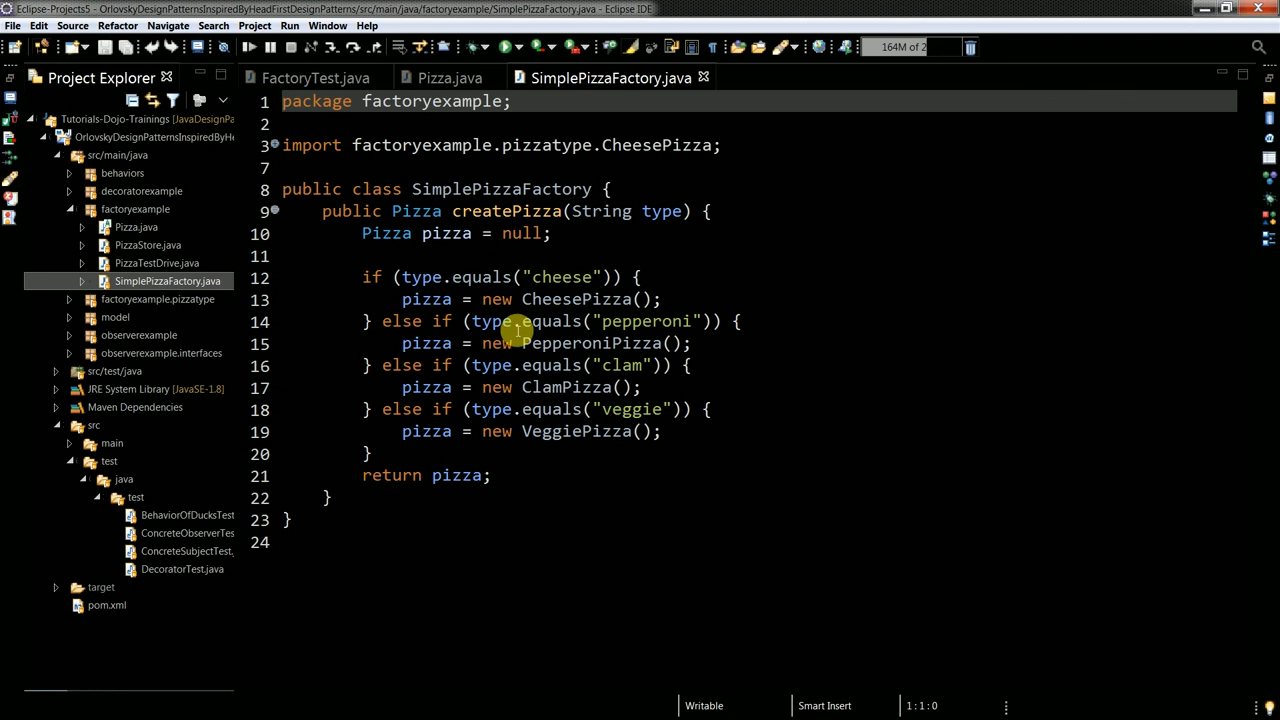 Eclipse-Projects5 - OrlovskyDesignPatternsInspiredByHeadFirstDesignPatterns/src/main/java/factoryexample/SimplePizzaFactory.java - Eclipse IDE
File Edit Source Refactor Navigate Search Project Run Window Help
164M of 2
Project Explorer
FactoryTest.java Pizza.java SimplePizzaFactory.java
Tutorials-Dojo-Trainings [JavaDesignPa
OrlovskyDesignPatternsInspiredByHe
src/main/java
behaviors
decoratorexample
factoryexample
Pizza.java
PizzaStore.java
PizzaTestDrive.java
SimplePizzaFactory.java
factoryexample.pizzatype
model
observerexample
observerexample.interfaces
src/test/java
JRE System Library [JavaSE-1.8]
Maven Dependencies
src
main
test
java
test
BehaviorOfDucksTest
ConcreteObserverTes
ConcreteSubjectTest.
DecoratorTest.java
target
pom.xml
1 package factoryexample;
2
3 import factoryexample.pizzatype.CheesePizza;
7
8 public class SimplePizzaFactory {
9 public Pizza createPizza(String type) {
10 Pizza pizza = null;
11
12 if (type.equals("cheese")) {
13 pizza = new CheesePizza();
14 } else if (type.equals("pepperoni")) {
15 pizza = new PepperoniPizza();
16 } else if (type.equals("clam")) {
17 pizza = new ClamPizza();
18 } else if (type.equals("veggie")) {
19 pizza = new VeggiePizza();
20 }
21 return pizza;
22 }
23 }
24
Writable Smart Insert 1:1:0